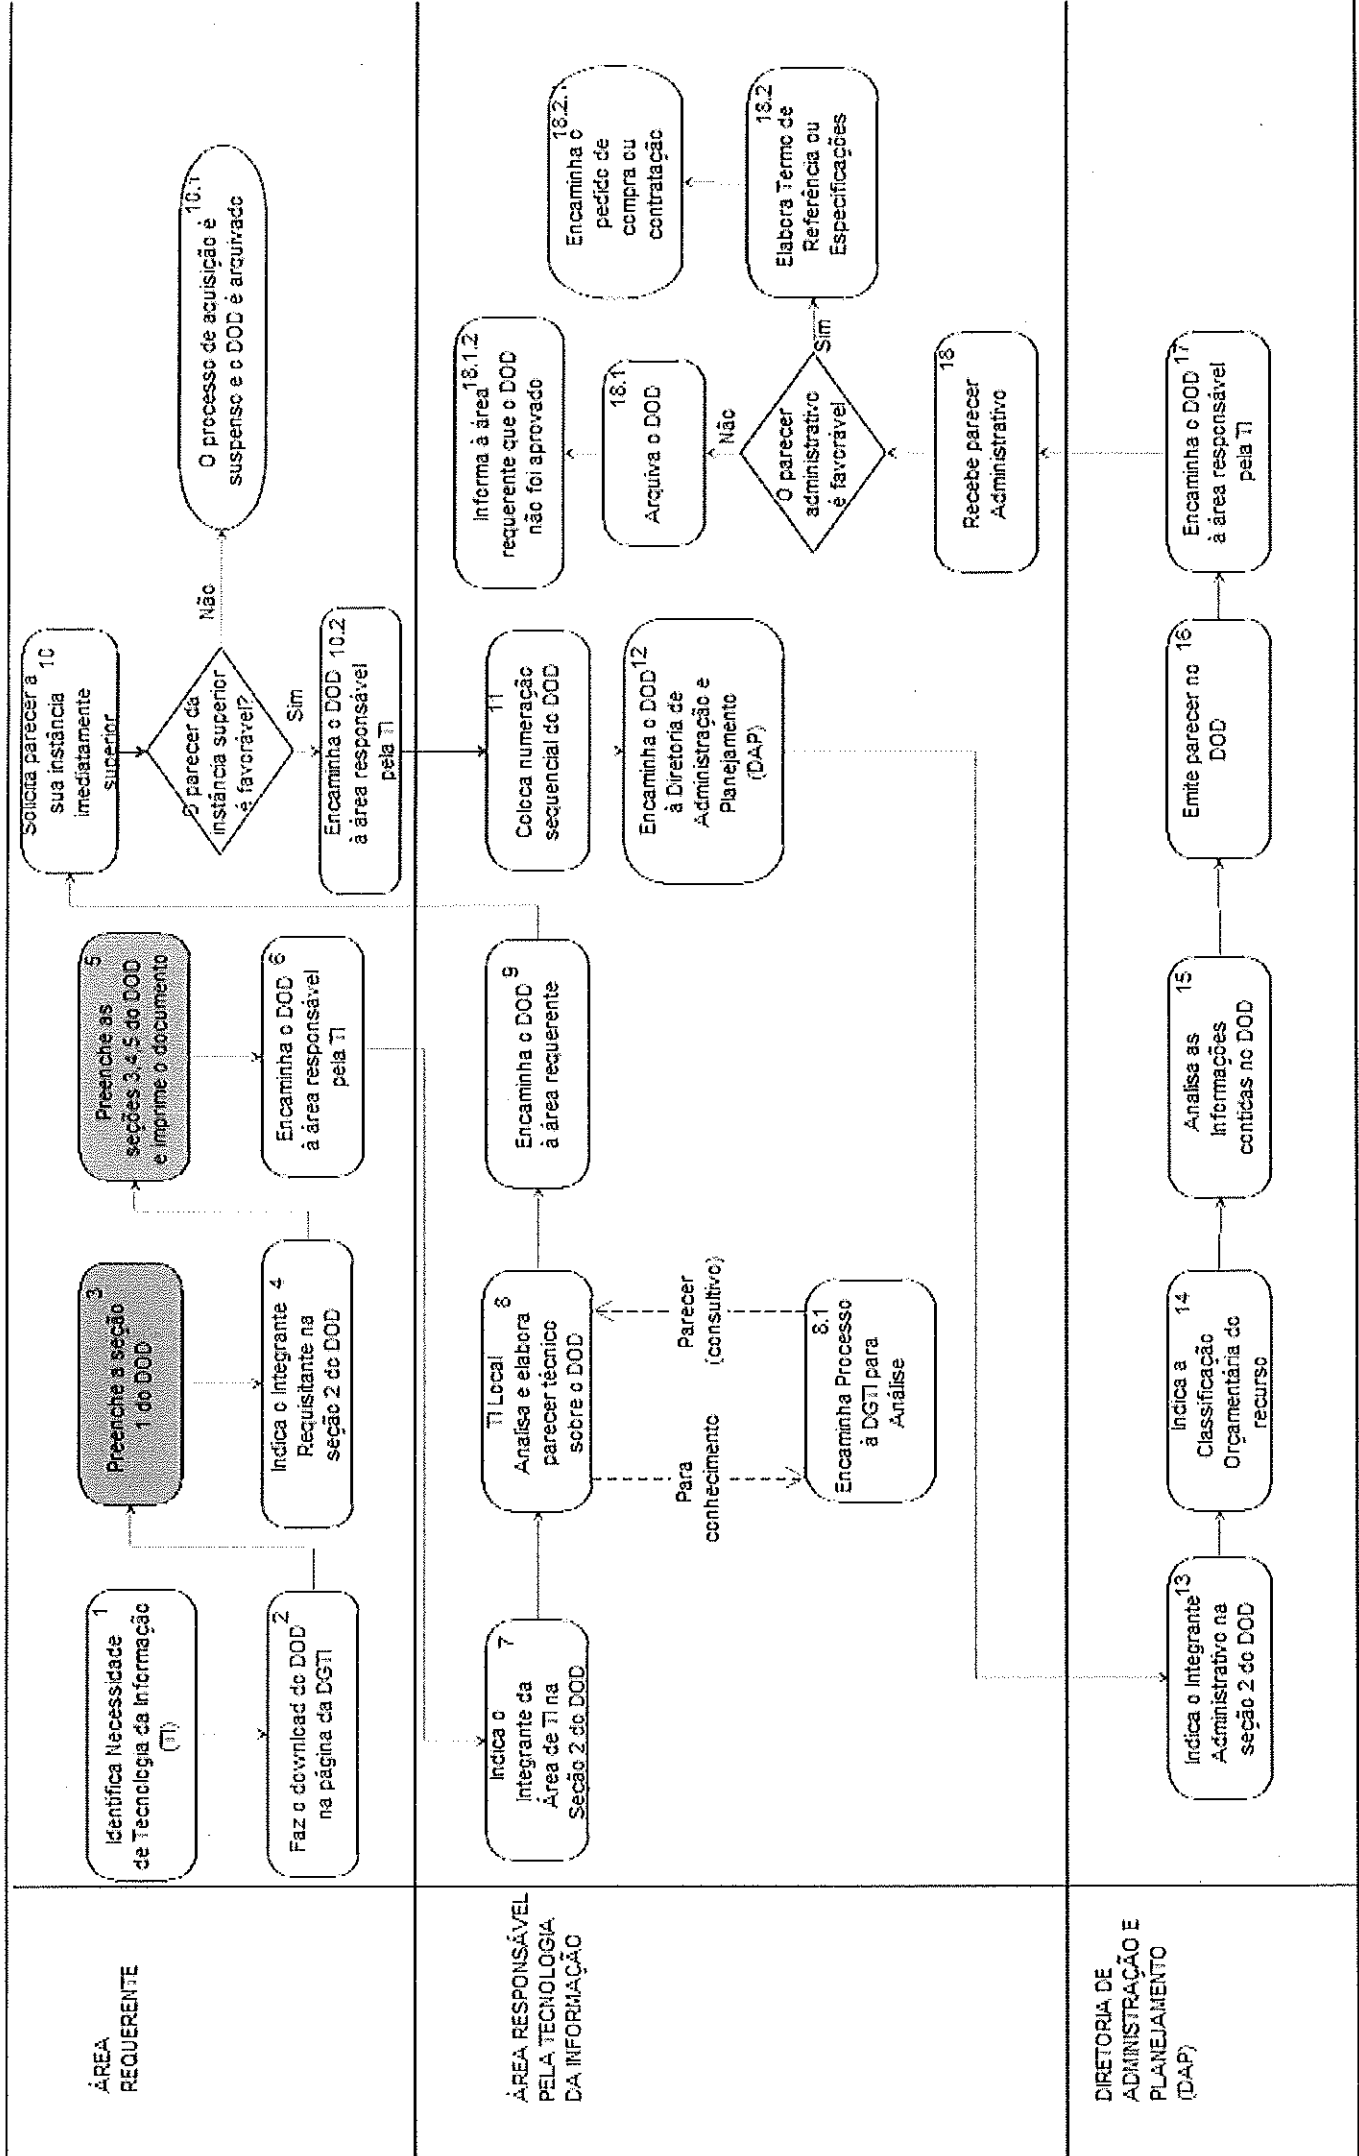 ÁREA
REQUERENTE
1
Identifica Necessidade
de Tecnologia da Informação
(TI)
2
Faz o download do DOD
na página da DGTI
3
Preenche a seção
1 do DOD
4
Indica o Integrante
Requisitante na
seção 2 do DOD
5
Preenche as
seções 3,4,5 do DOD
e imprime o documento
6
Encaminha o DOD
à área responsável
pela TI
10
Solicita parecer a
sua instância
imediatamente
superior
O parecer da
instância superior
é favorável?
Não
Sim
10.1
O processo de aquisição é
suspenso e o DOD é arquivado
10.2
Encaminha o DOD
à área responsável
pela TI
ÁREA RESPONSÁVEL
PELA TECNOLOGIA
DA INFORMAÇÃO
7
Indica o
Integrante da
Área de TI na
Seção 2 do DOD
8
TI Local
Analisa e elabora
parecer técnico
sobre o DOD
Para
conhecimento
Parecer
(consultivo)
8.1
Encaminha Processo
à DGTI para
Análise
9
Encaminha o DOD
à área requerente
11
Coloca numeração
sequencial do DOD
12
Encaminha o DOD
à Diretoria de
Administração e
Planejamento
(DAP)
18.1.2
Informa à área
requerente que o DOD
não foi aprovado
18.1
Arquiva o DOD
Não
O parecer
administrativo
é favorável
Sim
18
Recebe parecer
Administrativo
18.2
Elabora Termo de
Referência ou
Especificações
18.2.
Encaminha o
pedido de
compra ou
contratação
DIRETORIA DE
ADMINISTRAÇÃO E
PLANEJAMENTO
(DAP)
13
Indica o Integrante
Administrativo na
seção 2 do DOD
14
Indica a
Classificação
Orçamentária do
recurso
15
Analisa as
Informações
contidas no DOD
16
Emite parecer no
DOD
17
Encaminha o DOD
à área responsável
pela TI